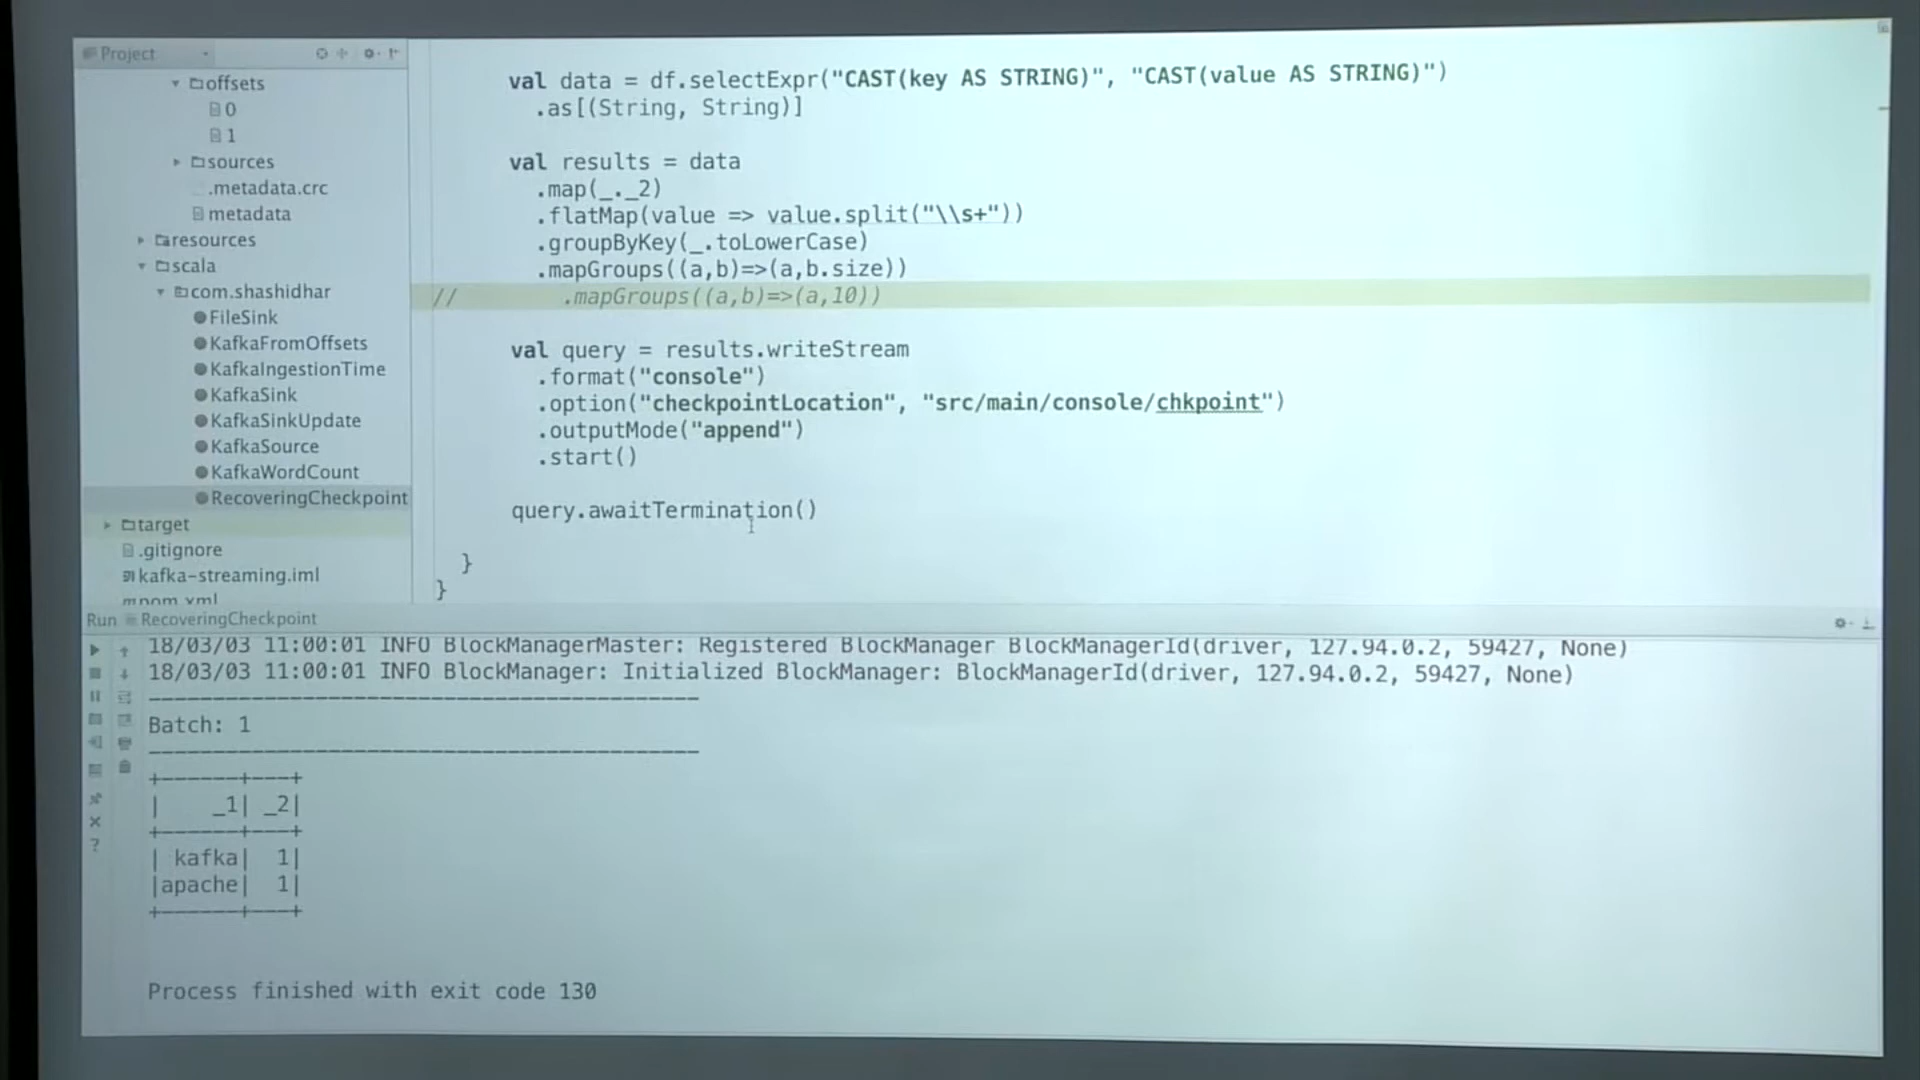 Project
offsets
0
1
sources
.metadata.crc
metadata
resources
scala
com.shashidhar
FileSink
KafkaFromOffsets
KafkaIngestionTime
KafkaSink
KafkaSinkUpdate
KafkaSource
KafkaWordCount
RecoveringCheckpoint
target
.gitignore
kafka-streaming.iml
pom.xml
val data = df.selectExpr("CAST(key AS STRING)", "CAST(value AS STRING)")
.as[(String, String)]
val results = data
.map(_._2)
.flatMap(value => value.split("\\s+"))
.groupByKey(_.toLowerCase)
.mapGroups((a,b)=>(a,b.size))
// .mapGroups((a,b)=>(a,10))
val query = results.writeStream
.format("console")
.option("checkpointLocation", "src/main/console/chkpoint")
.outputMode("append")
.start()
query.awaitTermination()
}
}
Run RecoveringCheckpoint
18/03/03 11:00:01 INFO BlockManagerMaster: Registered BlockManager BlockManagerId(driver, 127.94.0.2, 59427, None)
18/03/03 11:00:01 INFO BlockManager: Initialized BlockManager: BlockManagerId(driver, 127.94.0.2, 59427, None)
-------------------------------------------
Batch: 1
-------------------------------------------
+------+---+
|    _1| _2|
+------+---+
| kafka|  1|
|apache|  1|
+------+---+
Process finished with exit code 130